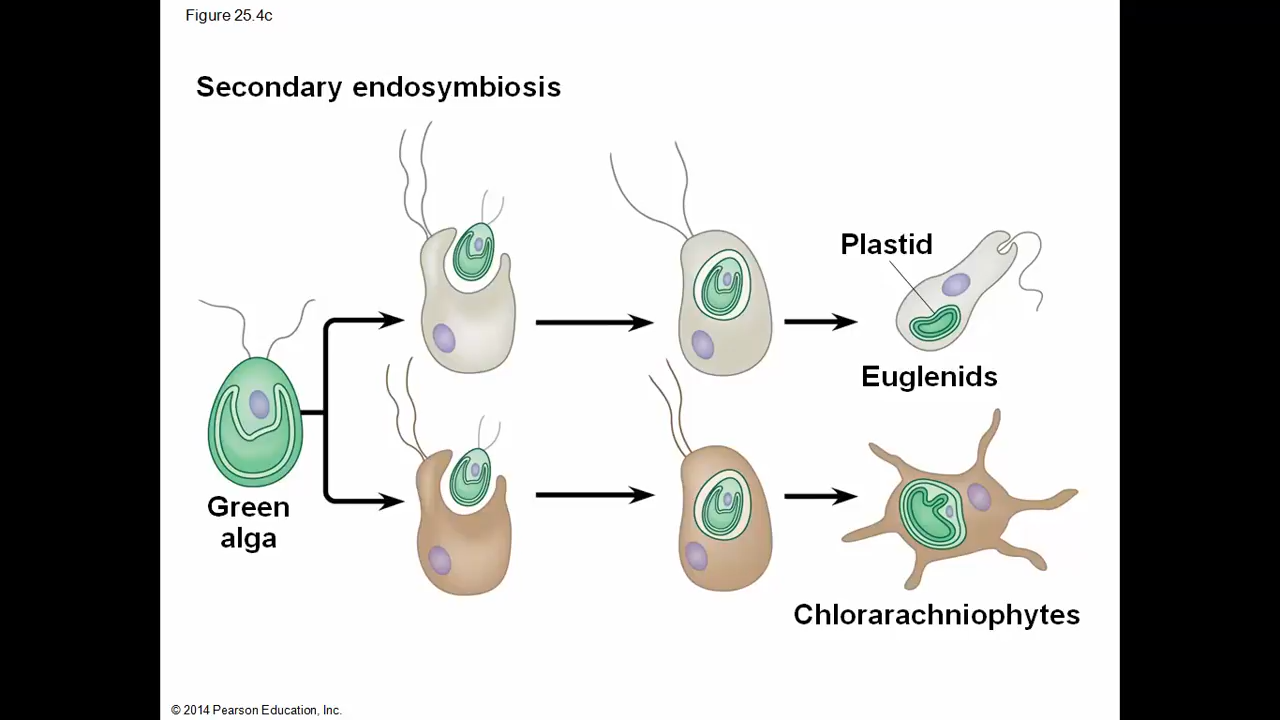 Figure 25.4c
Secondary endosymbiosis
Plastid
Euglenids
Green
alga
Chlorarachniophytes
© 2014 Pearson Education, Inc.